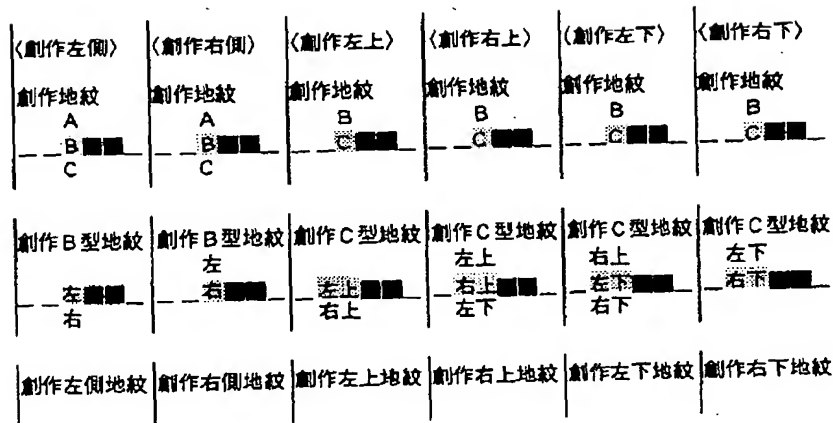 〈創作左側〉 〈創作右側〉 〈創作左上〉 〈創作右上〉 〈創作左下〉 〈創作右下〉
創作地紋 創作地紋 創作地紋 創作地紋 創作地紋 創作地紋
A A B B B B
B B C C C C
C C
創作B型地紋 創作B型地紋 創作C型地紋 創作C型地紋 創作C型地紋 創作C型地紋
左 左上 右上 左下
左 右 左上 右上 左下 右下
右 右上 左下 右下
創作左側地紋 創作右側地紋 創作左上地紋 創作右上地紋 創作左下地紋 創作右下地紋